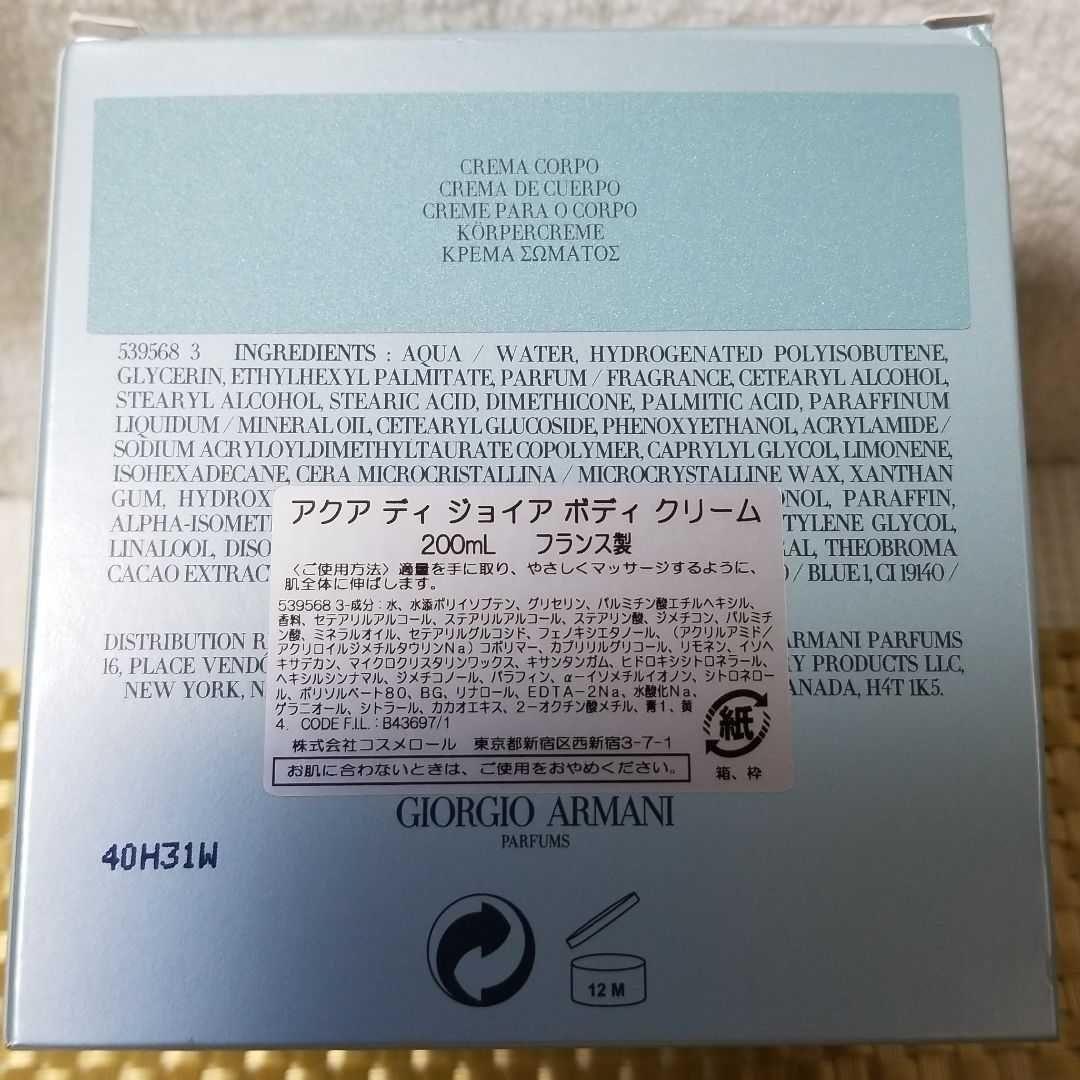 CREMA CORPO
CREMA DE CUERPO
CREME PARA O CORPO
KÖRPERCREME
ΚΡΕΜΑ ΣΩΜΑΤΟΣ
539568 3 INGREDIENTS : AQUA / WATER, HYDROGENATED POLYISOBUTENE,
GLYCERIN, ETHYLHEXYL PALMITATE, PARFUM / FRAGRANCE, CETEARYL ALCOHOL,
STEARYL ALCOHOL, STEARIC ACID, DIMETHICONE, PALMITIC ACID, PARAFFINUM
LIQUIDUM / MINERAL OIL, CETEARYL GLUCOSIDE, PHENOXYETHANOL, ACRYLAMIDE /
SODIUM ACRYLOYLDIMETHYLTAURATE COPOLYMER, CAPRYLYL GLYCOL, LIMONENE,
ISOHEXADECANE, CERA MICROCRISTALLINA / MICROCRYSTALLINE WAX, XANTHAN
GUM, PARAFFIN,
GLYCOL,
LINALOOL, THEOBROMA
CACAO / BLUE 1, CI 19140 /
DISTRIBUTION ARMANI PARFUMS
16, PLACE PRODUCTS LLC,
NEW YORK, H4T 1K5.
アクア ディ ジョイア ボディ クリーム
200mL フランス製
〈ご使用方法〉適量を手に取り、やさしくマッサージするように、
肌全体に伸ばします。
539568 3-成分：水、水添ポリイソブテン、グリセリン、パルミチン酸エチルヘキシル、
香料、セテアリルアルコール、ステアリルアルコール、ステアリン酸、ジメチコン、パルミチ
ン酸、ミネラルオイル、セテアリルグルコシド、フェノキシエタノール、（アクリルアミド/
アクリロイルジメチルタウリンNa）コポリマー、カプリリルグリコール、リモネン、イソヘ
キサデカン、マイクロクリスタリンワックス、キサンタンガム、ヒドロキシシトロネラール、
ヘキシルシンナマル、ジメチコノール、パラフィン、α-イソメチルイオノン、シトロネロー
ル、ポリソルベート80、BG、リナロール、EDTA-2Na、水酸化Na、
ゲラニオール、シトラール、カカオエキス、2-オクチン酸メチル、青1、黄
4. CODE F.I.L. : B43697/1
株式会社コスメロール 東京都新宿区西新宿3-7-1
お肌に合わないときは、ご使用をおやめください。
紙
箱、枠
GIORGIO ARMANI
PARFUMS
40H31W
12 M